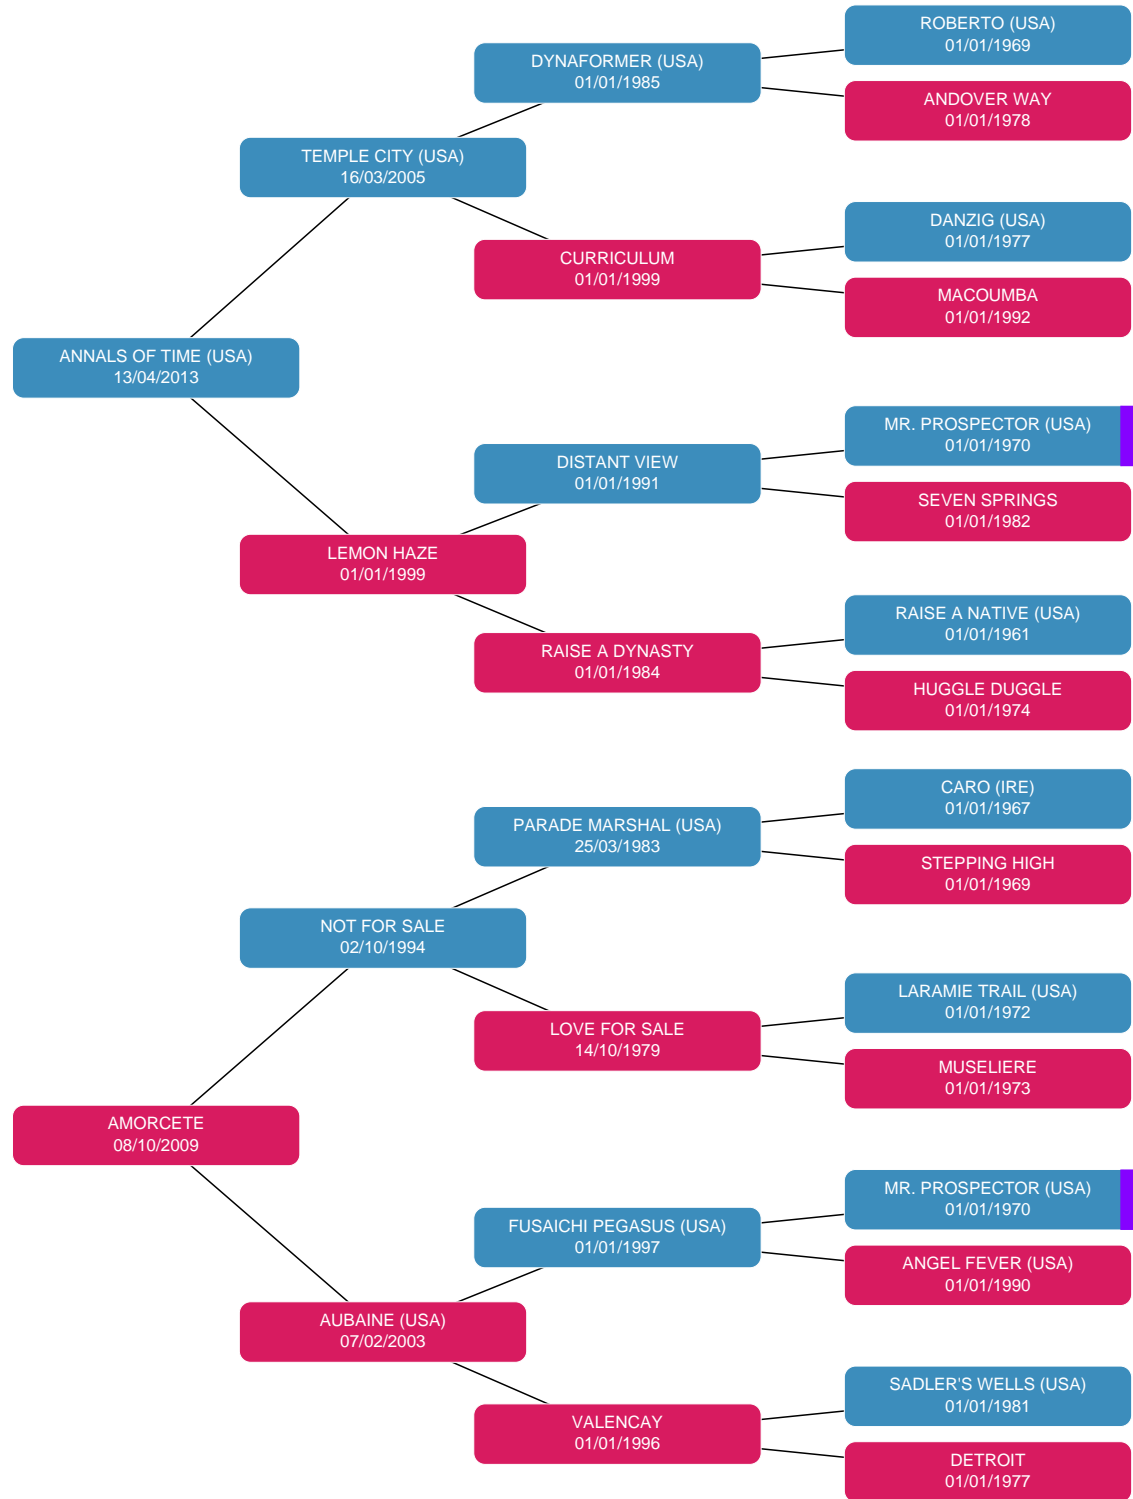 ROBERTO (USA)
01/01/1969
DYNAFORMER (USA)
01/01/1985
ANDOVER WAY
01/01/1978
TEMPLE CITY (USA)
16/03/2005
DANZIG (USA)
01/01/1977
CURRICULUM
01/01/1999
MACOUMBA
01/01/1992
ANNALS OF TIME (USA)
13/04/2013
MR. PROSPECTOR (USA)
01/01/1970
DISTANT VIEW
01/01/1991
SEVEN SPRINGS
01/01/1982
LEMON HAZE
01/01/1999
RAISE A NATIVE (USA)
01/01/1961
RAISE A DYNASTY
01/01/1984
HUGGLE DUGGLE
01/01/1974
CARO (IRE)
01/01/1967
PARADE MARSHAL (USA)
25/03/1983
STEPPING HIGH
01/01/1969
NOT FOR SALE
02/10/1994
LARAMIE TRAIL (USA)
01/01/1972
LOVE FOR SALE
14/10/1979
MUSELIERE
01/01/1973
AMORCETE
08/10/2009
MR. PROSPECTOR (USA)
01/01/1970
FUSAICHI PEGASUS (USA)
01/01/1997
ANGEL FEVER (USA)
01/01/1990
AUBAINE (USA)
07/02/2003
SADLER'S WELLS (USA)
01/01/1981
VALENCAY
01/01/1996
DETROIT
01/01/1977